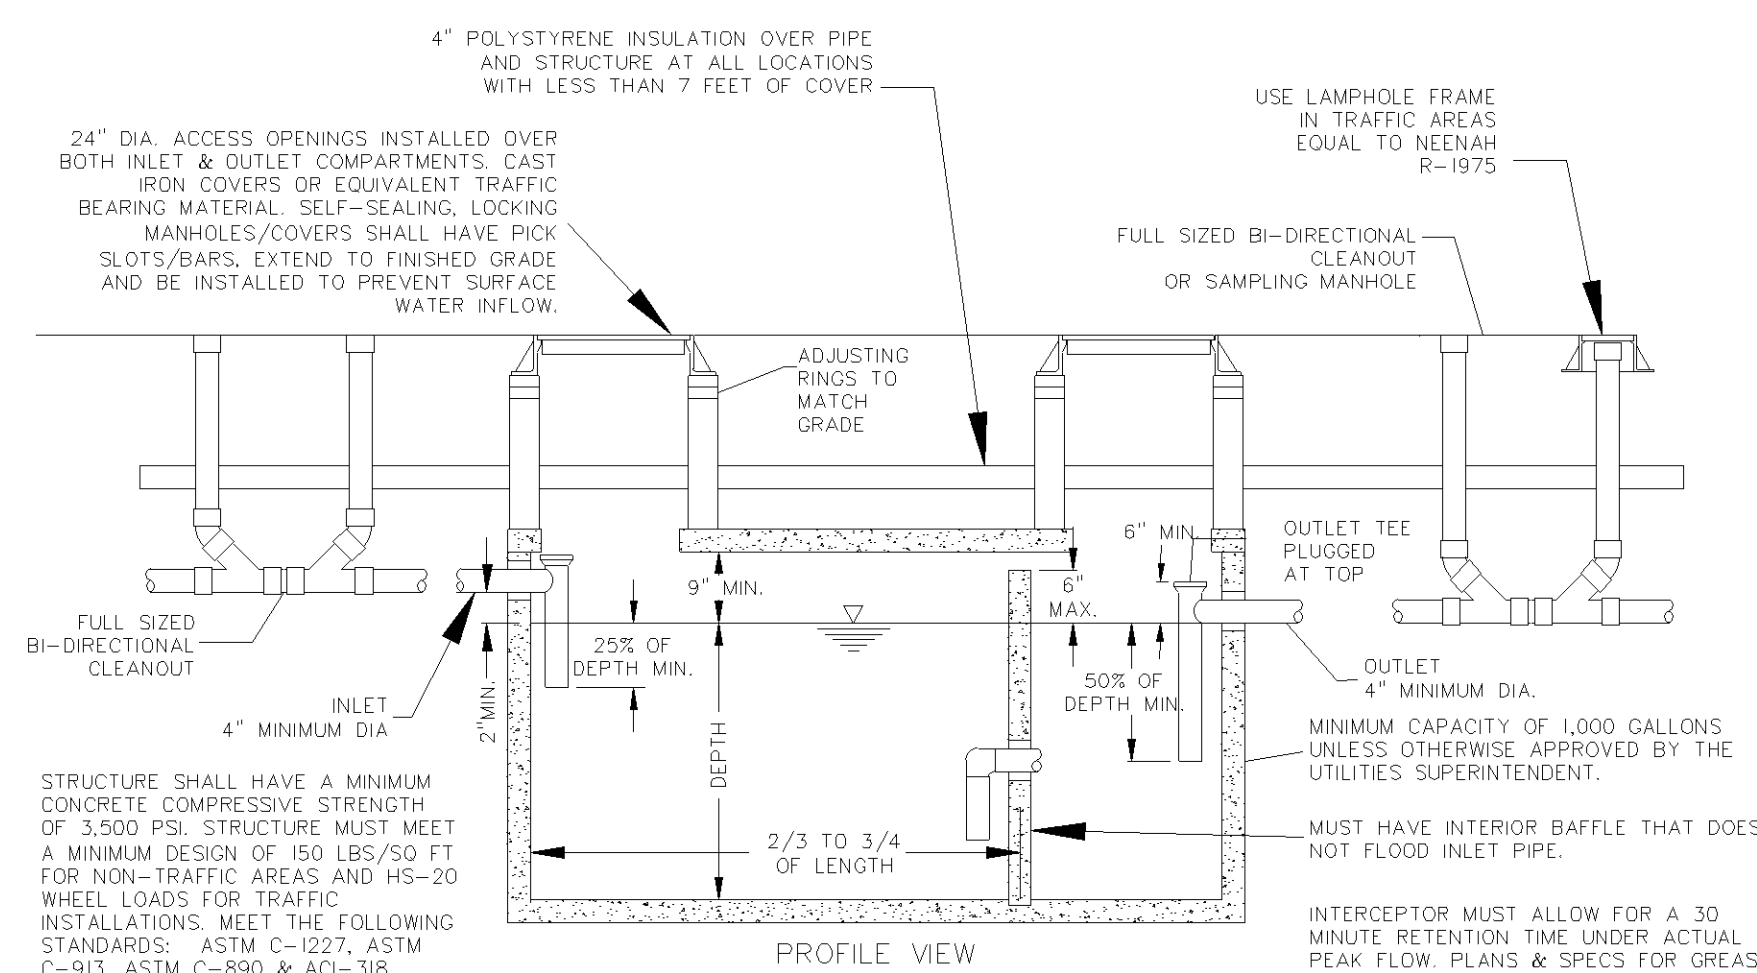 4" POLYSTYRENE INSULATION OVER PIPE
AND STRUCTURE AT ALL LOCATIONS
WITH LESS THAN 7 FEET OF COVER
USE LAMPHOLE FRAME
IN TRAFFIC AREAS
EQUAL TO NEENAH
R-1975
24" DIA. ACCESS OPENINGS INSTALLED OVER
BOTH INLET & OUTLET COMPARTMENTS. CAST
IRON COVERS OR EQUIVALENT TRAFFIC
BEARING MATERIAL. SELF-SEALING, LOCKING
MANHOLES/COVERS SHALL HAVE PICK
SLOTS/BARS, EXTEND TO FINISHED GRADE
AND BE INSTALLED TO PREVENT SURFACE
WATER INFLOW.
FULL SIZED BI-DIRECTIONAL
CLEANOUT
OR SAMPLING MANHOLE
ADJUSTING
RINGS TO
MATCH
GRADE
6" MIN.
OUTLET TEE
PLUGGED
AT TOP
9" MIN.
6"
MAX.
FULL SIZED
BI-DIRECTIONAL
CLEANOUT
25% OF
DEPTH MIN.
50% OF
DEPTH MIN.
OUTLET
4" MINIMUM DIA.
INLET
4" MINIMUM DIA
2" MIN.
DEPTH
MINIMUM CAPACITY OF 1,000 GALLONS
UNLESS OTHERWISE APPROVED BY THE
UTILITIES SUPERINTENDENT.
STRUCTURE SHALL HAVE A MINIMUM
CONCRETE COMPRESSIVE STRENGTH
OF 3,500 PSI. STRUCTURE MUST MEET
A MINIMUM DESIGN OF 150 LBS/SQ FT
FOR NON-TRAFFIC AREAS AND HS-20
WHEEL LOADS FOR TRAFFIC
INSTALLATIONS. MEET THE FOLLOWING
STANDARDS: ASTM C-1227, ASTM
C-913, ASTM C-890 & ACI-318
2/3 TO 3/4
OF LENGTH
MUST HAVE INTERIOR BAFFLE THAT DOES
NOT FLOOD INLET PIPE.
INTERCEPTOR MUST ALLOW FOR A 30
MINUTE RETENTION TIME UNDER ACTUAL
PEAK FLOW. PLANS & SPECS FOR GREAS
PROFILE VIEW